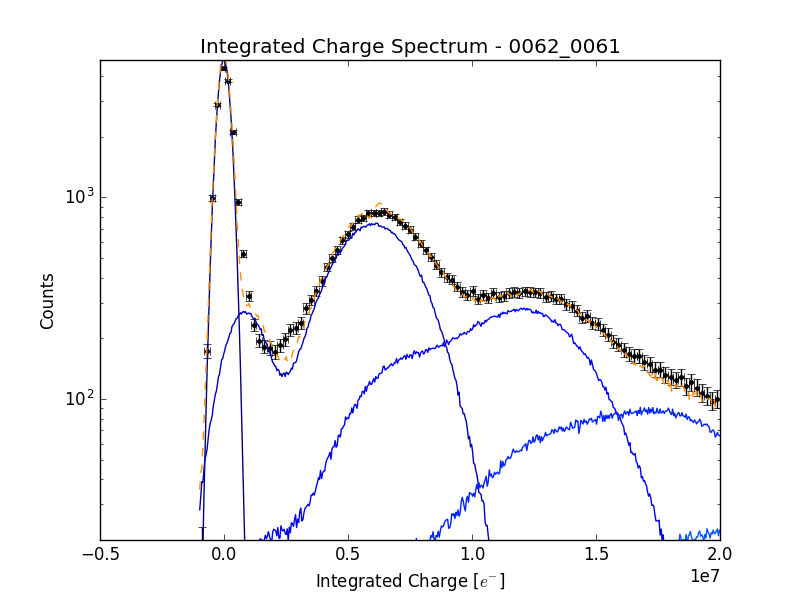 Integrated Charge Spectrum - 0062_0061
10³
10²
Counts
−0.5 0.0 0.5 1.0 1.5 2.0
1e7
Integrated Charge [e⁻]